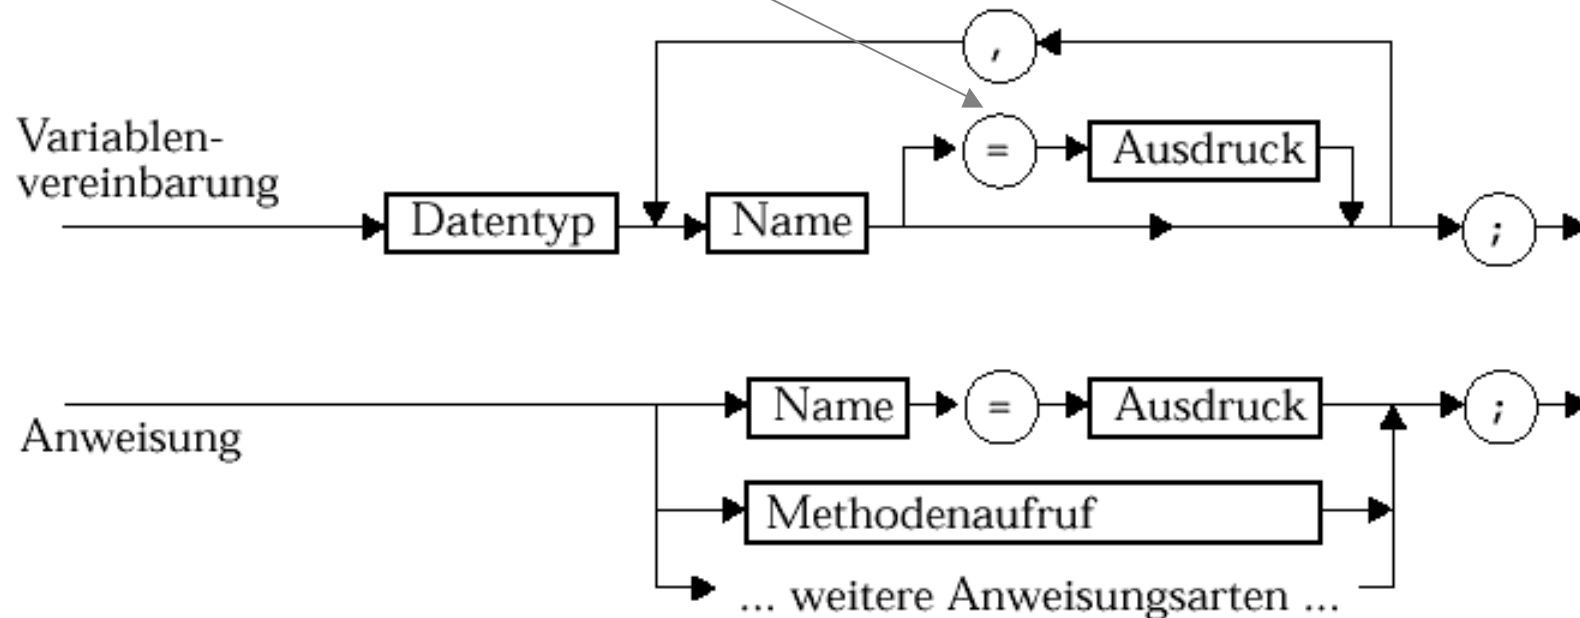 ,
Variablen-
vereinbarung
= Ausdruck
Datentyp Name ;
Anweisung
Name = Ausdruck ;
Methodenaufruf
... weitere Anweisungsarten ...